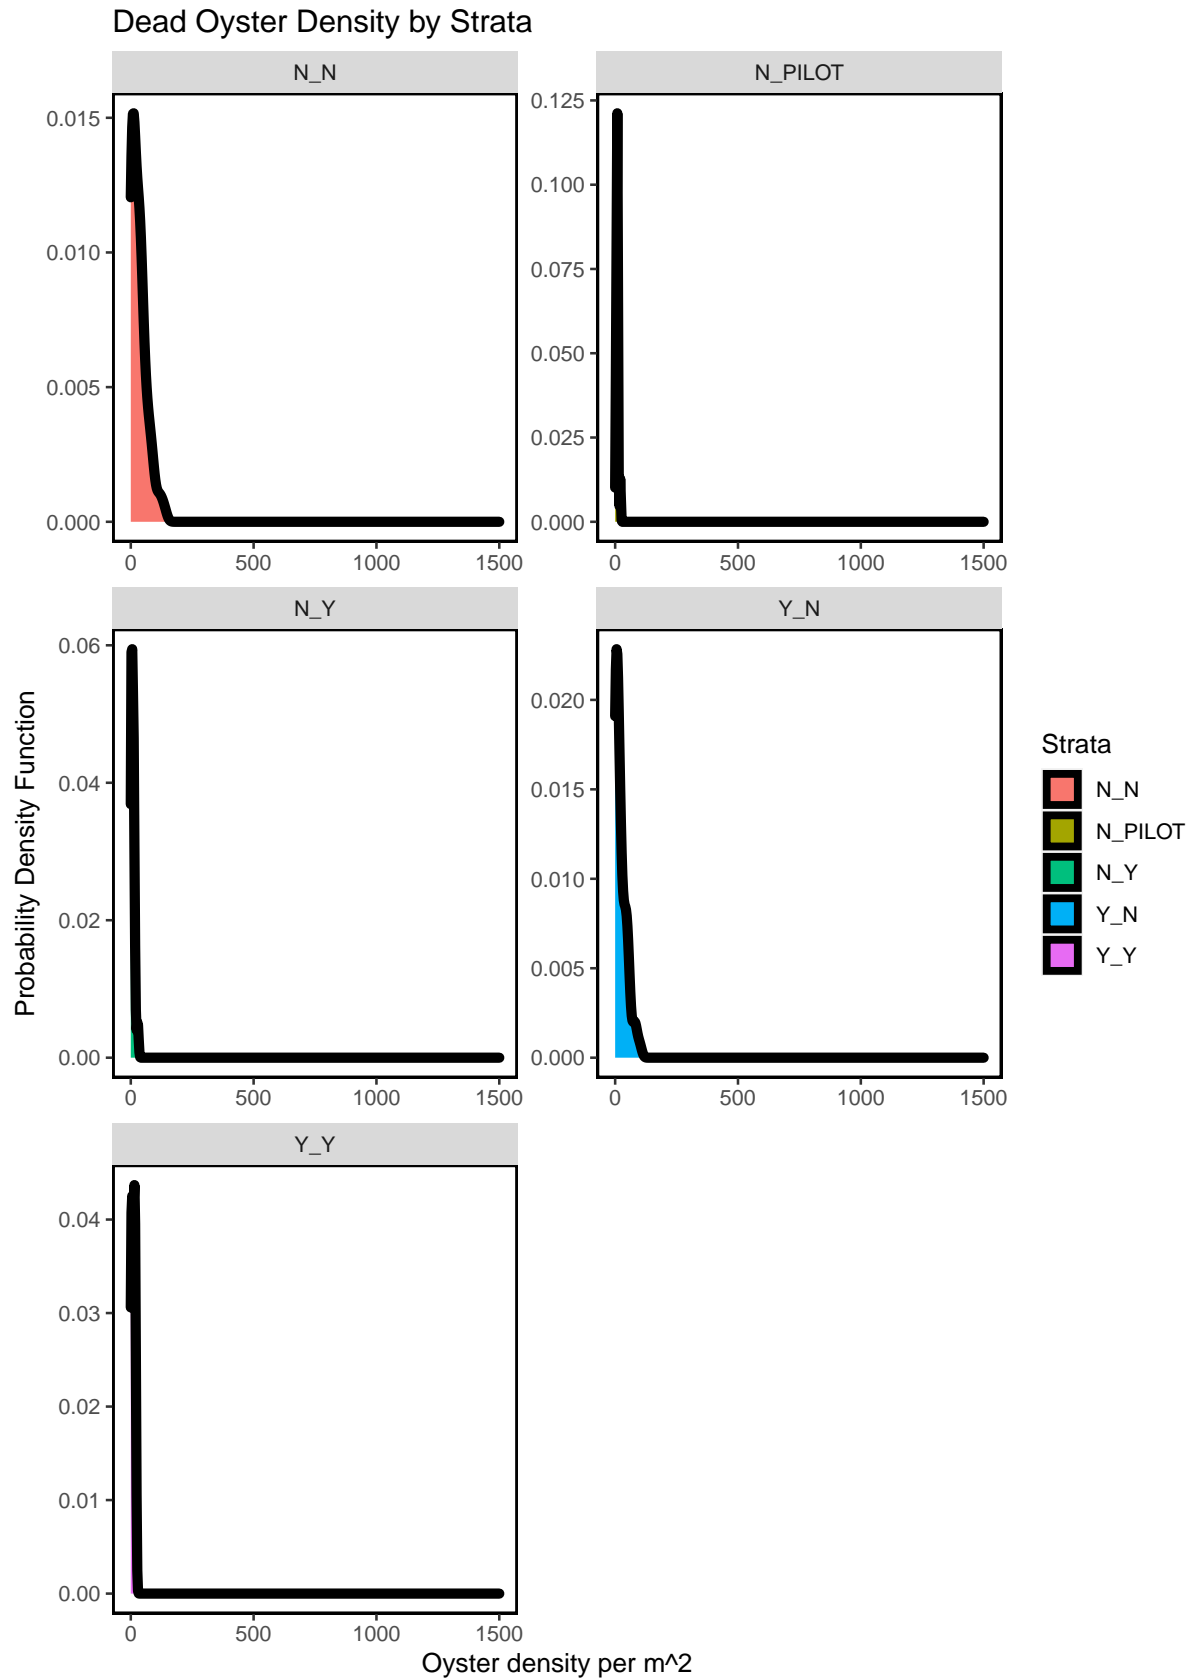 Dead Oyster Density by Strata
N_N
N_PILOT
0.015
0.010
0.005
0.000
0.125
0.100
0.075
0.050
0.025
0.000
0 500 1000 1500
0 500 1000 1500
N_Y
Y_N
0.06
0.04
0.02
0.00
0.020
0.015
0.010
0.005
0.000
0 500 1000 1500
0 500 1000 1500
Y_Y
0.04
0.03
0.02
0.01
0.00
0 500 1000 1500
Probability Density Function
Oyster density per m^2
Strata
N_N
N_PILOT
N_Y
Y_N
Y_Y